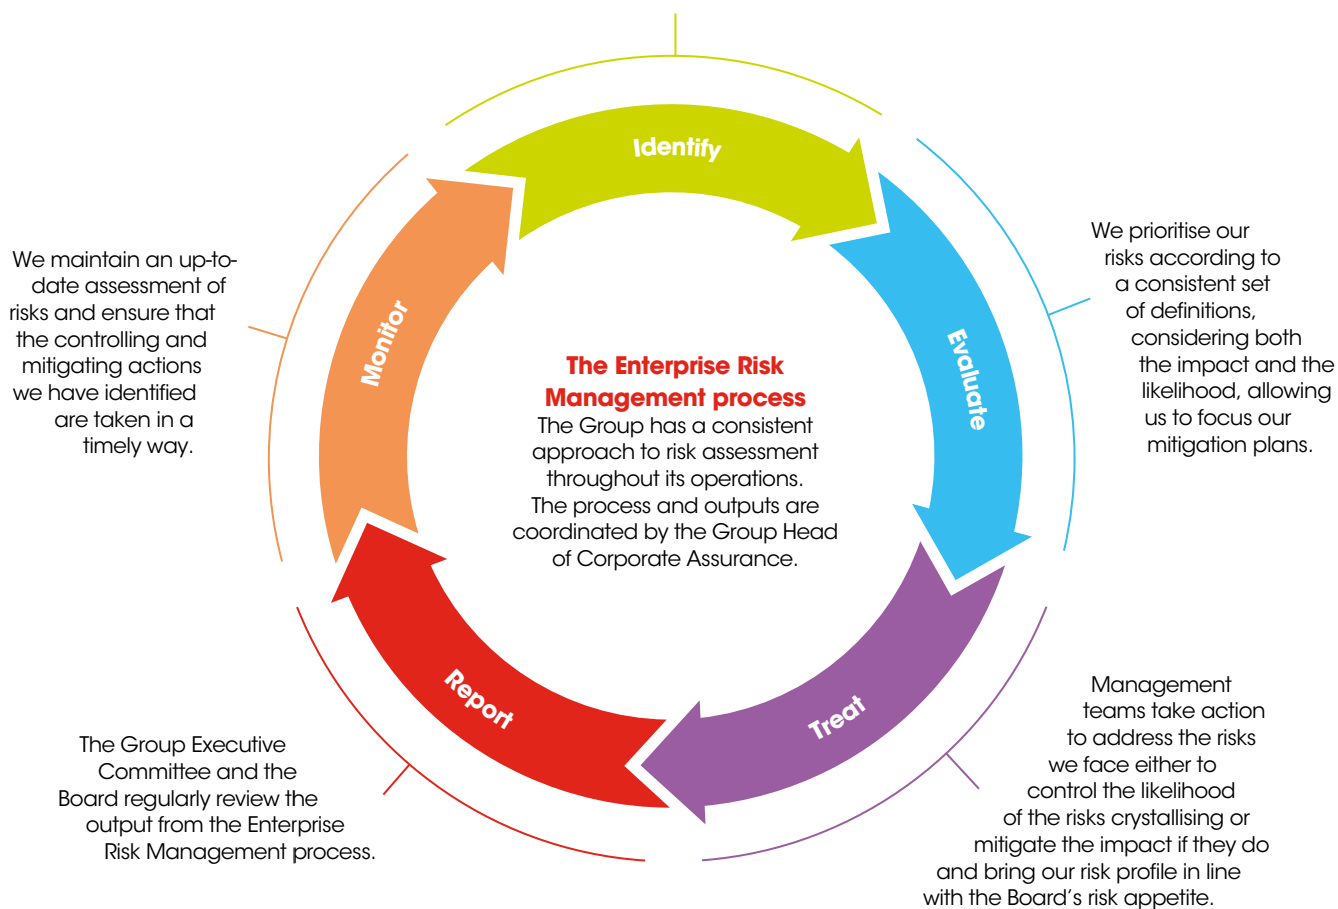 Identify
Evaluate
We prioritise our
risks according to
a consistent set
of definitions,
considering both
the impact and the
likelihood, allowing
us to focus our
mitigation plans.
Treat
Management
teams take action
to address the risks
we face either to
control the likelihood
of the risks crystallising or
mitigate the impact if they do
and bring our risk profile in line
with the Board’s risk appetite.
Report
The Group Executive
Committee and the
Board regularly review the
output from the Enterprise
Risk Management process.
Monitor
We maintain an up-to-
date assessment of
risks and ensure that
the controlling and
mitigating actions
we have identified
are taken in a
timely way.
The Enterprise Risk
Management process
The Group has a consistent
approach to risk assessment
throughout its operations.
The process and outputs are
coordinated by the Group Head
of Corporate Assurance.